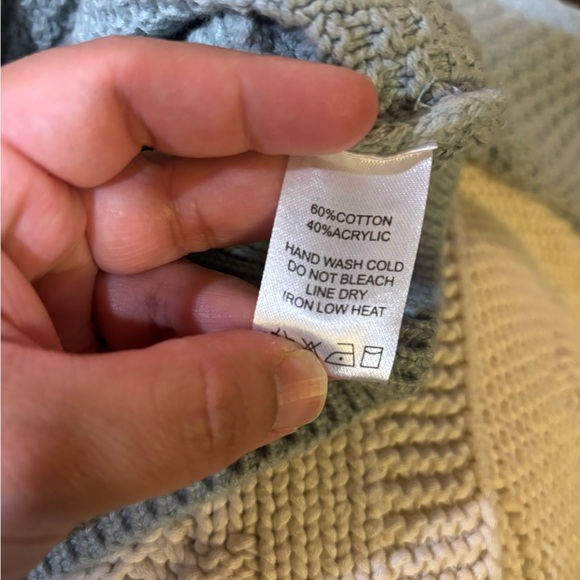 60%COTTON
40%ACRYLIC
HAND WASH COLD
DO NOT BLEACH
LINE DRY
IRON LOW HEAT